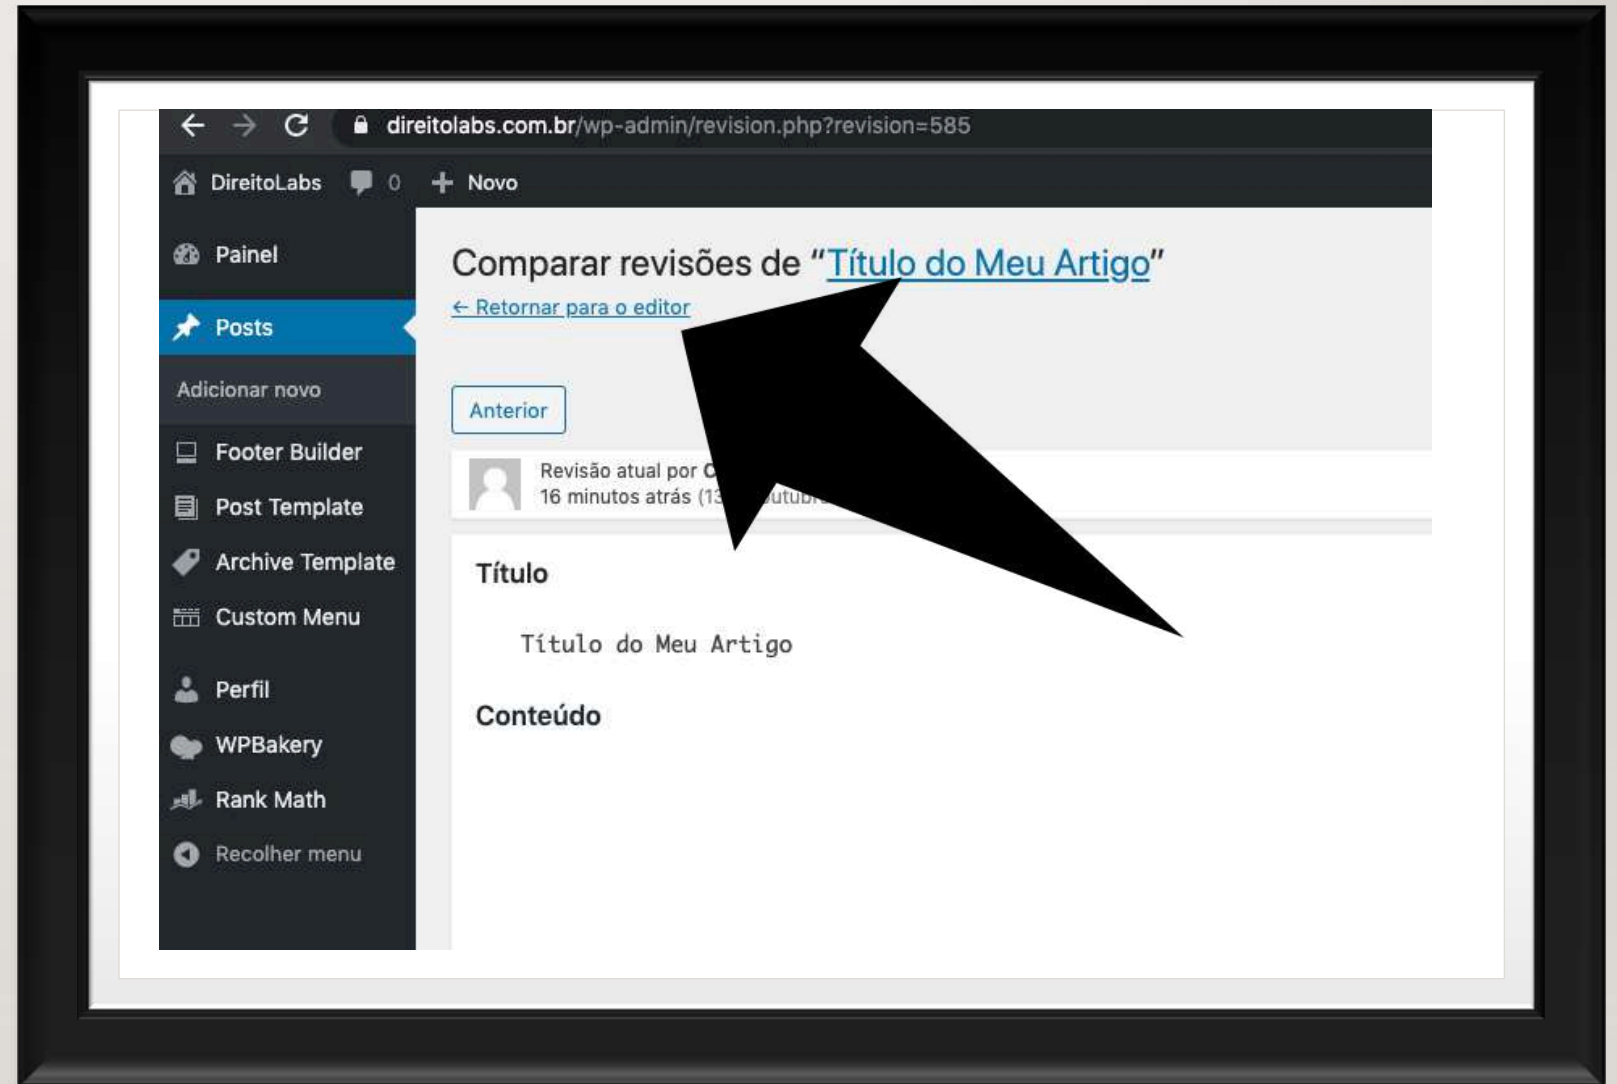 direitolabs.com.br/wp-admin/revision.php?revision=585
DireitoLabs 0 + Novo
Painel
Posts
Adicionar novo
Footer Builder
Post Template
Archive Template
Custom Menu
Perfil
WPBakery
Rank Math
Recolher menu
Comparar revisões de “Título do Meu Artigo”
← Retornar para o editor
Anterior
Revisão atual por
16 minutos atrás
Título
Título do Meu Artigo
Conteúdo